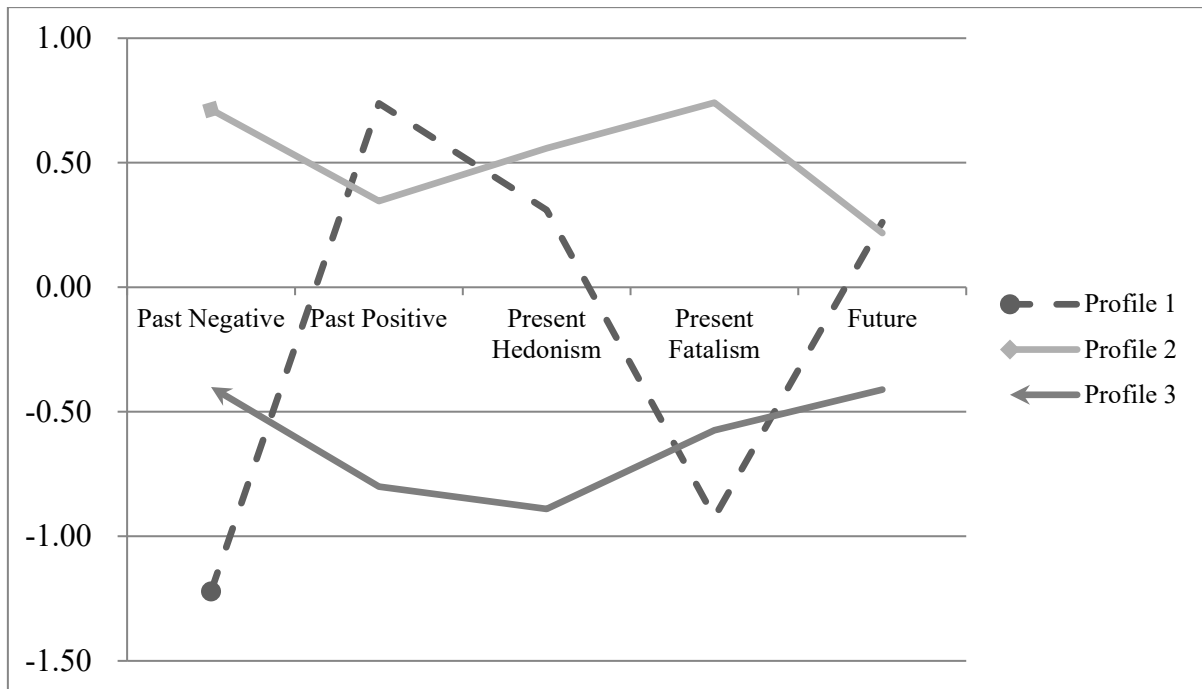 1.00
0.50
0.00
-0.50
-1.00
-1.50
Past Negative
Past Positive
Present
Hedonism
Present
Fatalism
Future
Profile 1
Profile 2
Profile 3